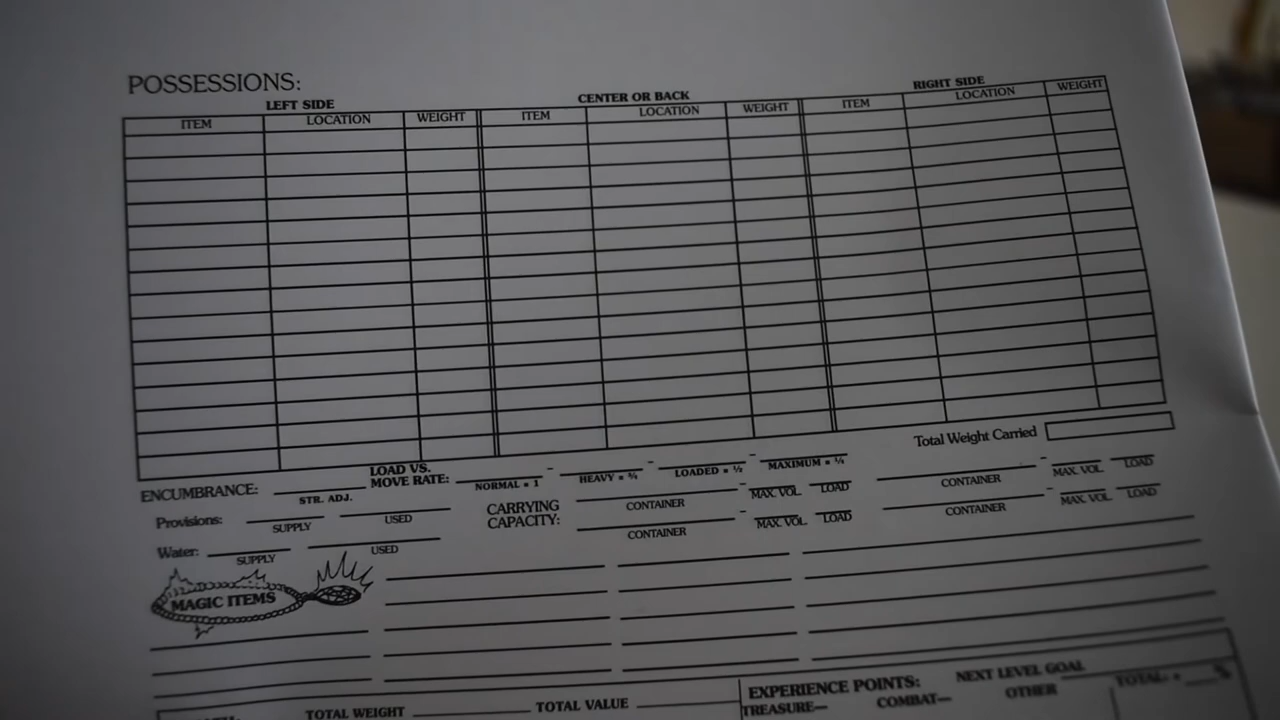 POSSESSIONS:
LEFT SIDE CENTER OR BACK RIGHT SIDE
ITEM LOCATION WEIGHT ITEM LOCATION WEIGHT ITEM LOCATION WEIGHT
Total Weight Carried
ENCUMBRANCE: STR. ADJ. LOAD VS.
MOVE RATE: NORMAL = 1 HEAVY = ¾ LOADED = ½ MAXIMUM = ¼
Provisions: SUPPLY USED
CARRYING
CAPACITY: CONTAINER MAX. VOL. LOAD CONTAINER MAX. VOL. LOAD
CONTAINER MAX. VOL. LOAD CONTAINER MAX. VOL. LOAD
Water: SUPPLY USED
MAGIC ITEMS
TOTAL WEIGHT TOTAL VALUE
EXPERIENCE POINTS: NEXT LEVEL GOAL
TREASURE— COMBAT— OTHER